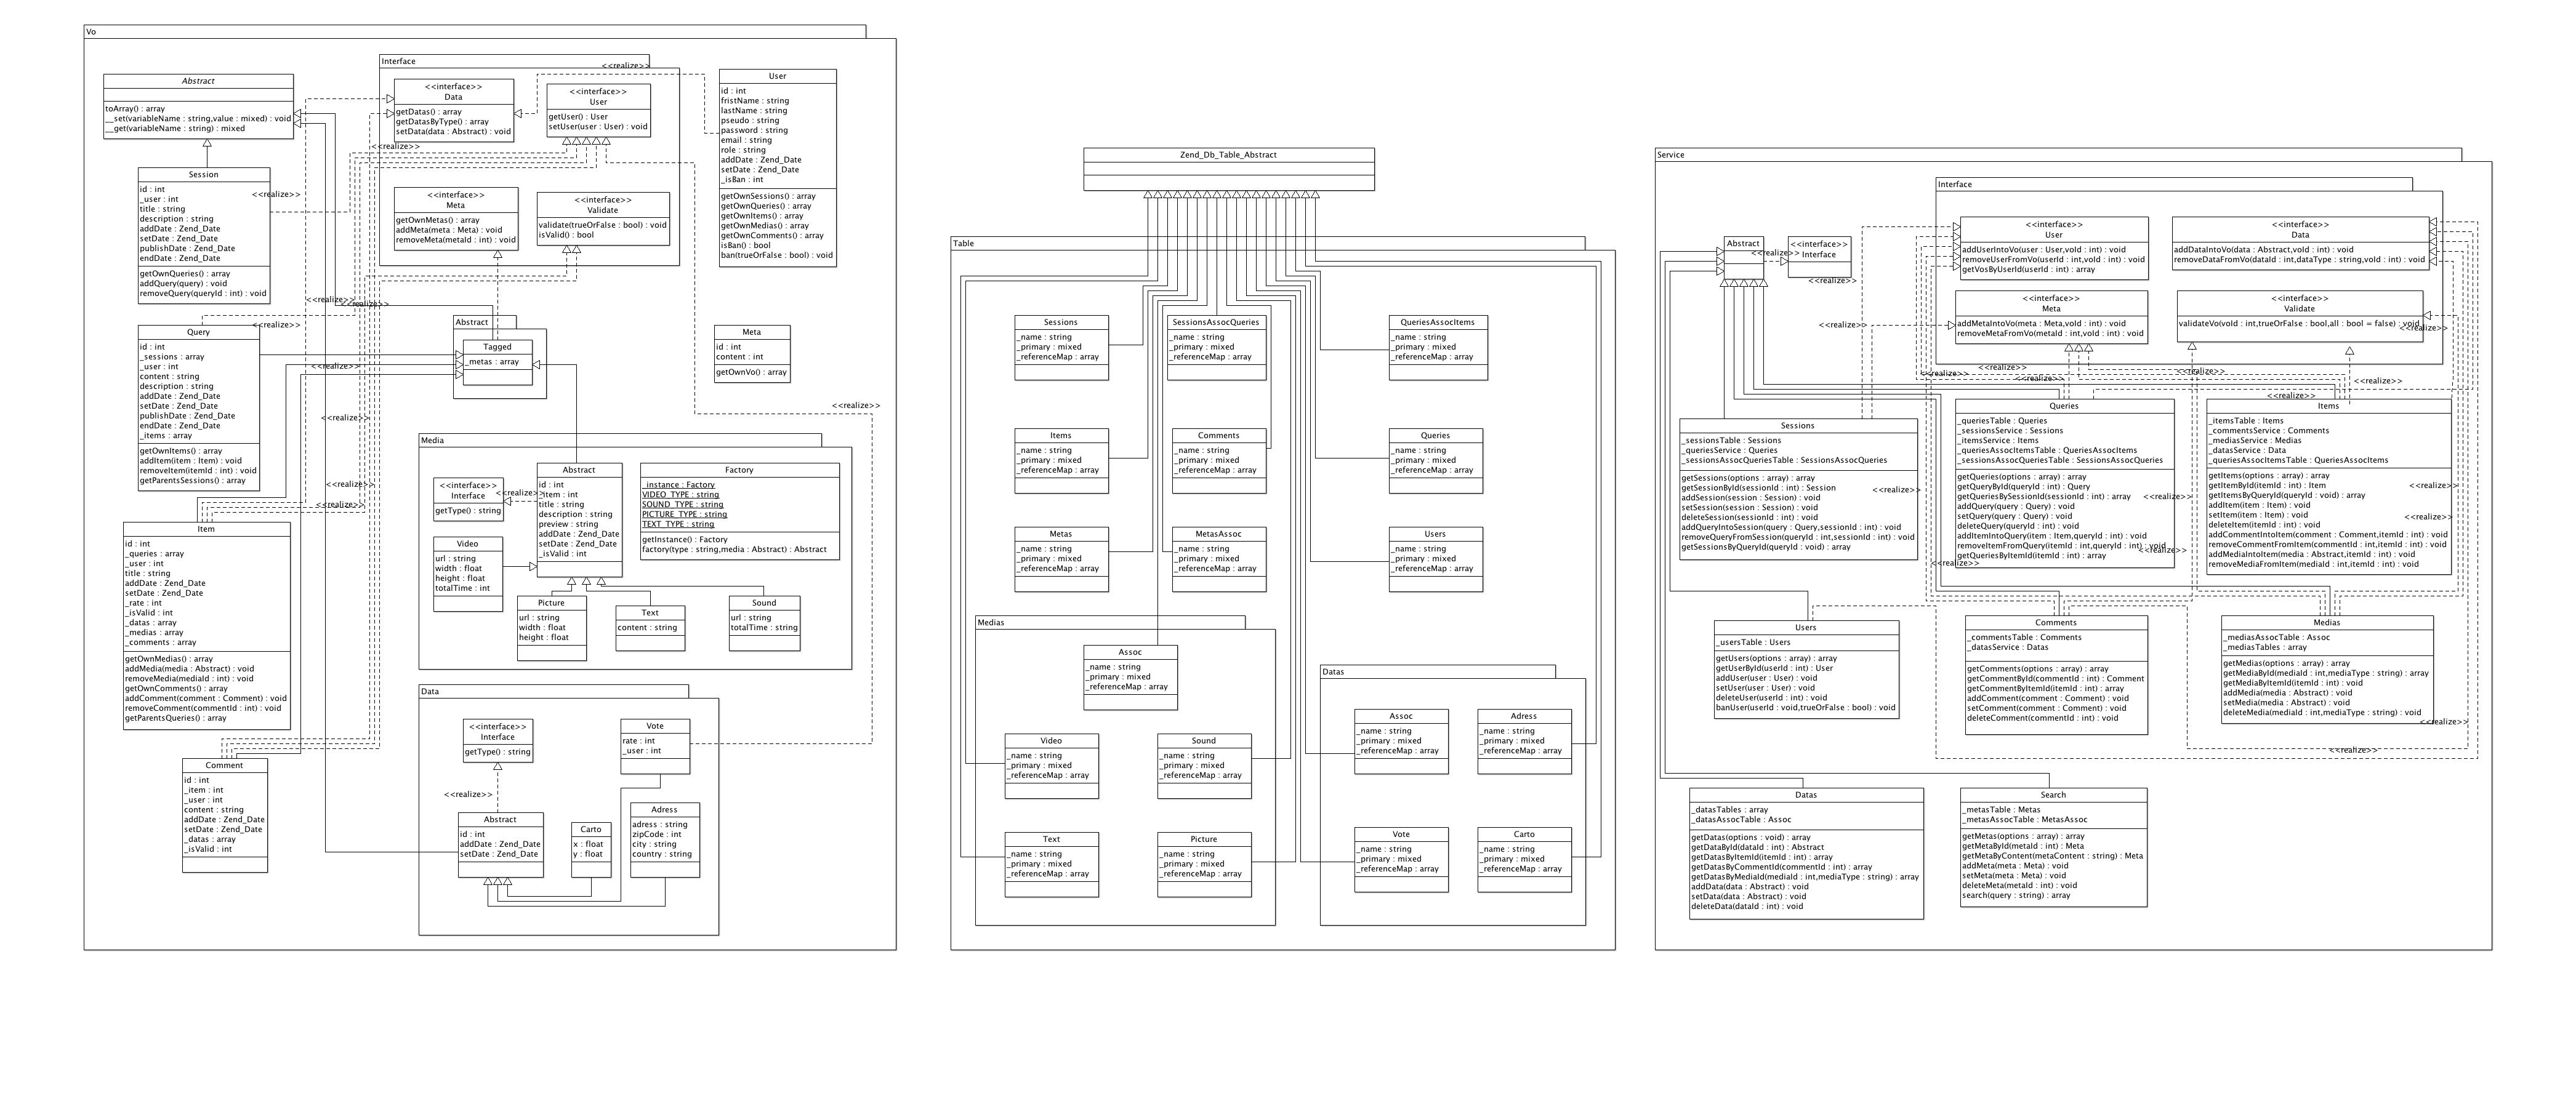 Vo
Abstract
toArray() : array
__set(variableName : string,value : mixed) : void
__get(variableName : string) : mixed
Session
id : int
_user : int
title : string
description : string
addDate : Zend_Date
setDate : Zend_Date
publishDate : Zend_Date
endDate : Zend_Date
getOwnQueries() : array
addQuery(query) : void
removeQuery(queryId : int) : void
Query
id : int
_sessions : array
_user : int
content : string
description : string
addDate : Zend_Date
setDate : Zend_Date
publishDate : Zend_Date
endDate : Zend_Date
_items : array
getOwnItems() : array
addItem(item : Item) : void
removeItem(itemId : int) : void
getParentsSessions() : array
Item
id : int
_queries : array
_user : int
title : string
addDate : Zend_Date
setDate : Zend_Date
_rate : int
_isValid : int
_datas : array
_medias : array
_comments : array
getOwnMedias() : array
addMedia(media : Abstract) : void
removeMedia(mediaId : int) : void
getOwnComments() : array
addComment(comment : Comment) : void
removeComment(commentId : int) : void
getParentsQueries() : array
Comment
id : int
_item : int
_user : int
content : string
addDate : Zend_Date
setDate : Zend_Date
_datas : array
_isValid : int
Interface
<<realize>>
<<interface>>
Data
getDatas() : array
getDatasByType() : array
setData(data : Abstract) : void
<<realize>>
<<interface>>
User
getUser() : User
setUser(user : User) : void
<<realize>>
<<interface>>
Meta
getOwnMetas() : array
addMeta(meta : Meta) : void
removeMeta(metaId : int) : void
<<interface>>
Validate
validate(trueOrFalse : bool) : void
isValid() : bool
User
id : int
fristName : string
lastName : string
pseudo : string
password : string
email : string
role : string
addDate : Zend_Date
setDate : Zend_Date
_isBan : int
getOwnSessions() : array
getOwnQueries() : array
getOwnItems() : array
getOwnMedias() : array
getOwnComments() : array
isBan() : bool
ban(trueOrFalse : bool) : void
<<realize>>
<<realize>>
<<realize>>
<<realize>>
<<realize>>
<<realize>>
<<realize>>
<<realize>>
Abstract
Tagged
_metas : array
Meta
id : int
content : int
getOwnVo() : array
Media
Abstract
id : int
_item : int
title : string
description : string
preview : string
addDate : Zend_Date
setDate : Zend_Date
_isValid : int
Factory
_instance : Factory
VIDEO_TYPE : string
SOUND_TYPE : string
PICTURE_TYPE : string
TEXT_TYPE : string
getInstance() : Factory
factory(type : string,media : Abstract) : Abstract
<<interface>>
Interface
getType() : string
<<realize>>
Video
url : string
width : float
height : float
totalTime : int
Picture
url : string
width : float
height : float
Text
content : string
Sound
url : string
totalTime : string
Data
<<interface>>
Interface
getType() : string
Vote
rate : int
_user : int
<<realize>>
Abstract
id : int
addDate : Zend_Date
setDate : Zend_Date
Carto
x : float
y : float
Adress
adress : string
zipCode : int
city : string
country : string
Zend_Db_Table_Abstract
Table
Sessions
_name : string
_primary : mixed
_referenceMap : array
SessionsAssocQueries
_name : string
_primary : mixed
_referenceMap : array
QueriesAssocItems
_name : string
_primary : mixed
_referenceMap : array
Items
_name : string
_primary : mixed
_referenceMap : array
Comments
_name : string
_primary : mixed
_referenceMap : array
Queries
_name : string
_primary : mixed
_referenceMap : array
Metas
_name : string
_primary : mixed
_referenceMap : array
MetasAssoc
_name : string
_primary : mixed
_referenceMap : array
Users
_name : string
_primary : mixed
_referenceMap : array
Medias
Assoc
_name : string
_primary : mixed
_referenceMap : array
Video
_name : string
_primary : mixed
_referenceMap : array
Sound
_name : string
_primary : mixed
_referenceMap : array
Text
_name : string
_primary : mixed
_referenceMap : array
Picture
_name : string
_primary : mixed
_referenceMap : array
Datas
Assoc
_name : string
_primary : mixed
_referenceMap : array
Adress
_name : string
_primary : mixed
_referenceMap : array
Vote
_name : string
_primary : mixed
_referenceMap : array
Carto
_name : string
_primary : mixed
_referenceMap : array
Service
Abstract
<<realize>>
<<interface>>
Interface
<<realize>>
<<realize>>
Interface
<<interface>>
User
addUserIntoVo(user : User,voId : int) : void
removeUserFromVo(userId : int,voId : int) : void
getVosByUserId(userId : int) : array
<<interface>>
Data
addDataIntoVo(data : Abstract,voId : int) : void
removeDataFromVo(dataId : int,dataType : string,voId : int) : void
<<interface>>
Meta
addMetaIntoVo(meta : Meta,voId : int) : void
removeMetaFromVo(metaId : int,voId : int) : void
<<interface>>
Validate
validateVo(voId : int,trueOrFalse : bool,all : bool = false) : void
<<realize>>
<<realize>>
<<realize>>
<<realize>>
<<realize>>
<<realize>>
<<realize>>
Sessions
_sessionsTable : Sessions
_queriesService : Queries
_sessionsAssocQueriesTable : SessionsAssocQueries
getSessions(options : array) : array
getSessionById(sessionId : int) : Session
addSession(session : Session) : void
setSession(session : Session) : void
deleteSession(sessionId : int) : void
addQueryIntoSession(query : Query,sessionId : int) : void
removeQueryFromSession(queryId : int,sessionId : int) : void
getSessionsByQueryId(queryId : void) : array
<<realize>>
Queries
_queriesTable : Queries
_sessionsService : Sessions
_itemsService : Items
_queriesAssocItemsTable : QueriesAssocItems
_sessionsAssocQueriesTable : SessionsAssocQueries
getQueries(options : array) : array
getQueryById(queryId : int) : Query
getQueriesBySessionId(sessionId : int) : array
addQuery(query : Query) : void
setQuery(query : Query) : void
deleteQuery(queryId : int) : void
addItemIntoQuery(item : Item,queryId : int) : void
removeItemFromQuery(itemId : int,queryId : int) : void
getQueriesByItemId(itemId : int) : array
<<realize>>
<<realize>>
<<realize>>
Items
_itemsTable : Items
_commentsService : Comments
_mediasService : Medias
_datasService : Data
_queriesAssocItemsTable : QueriesAssocItems
getItems(options : array) : array
getItemById(itemId : int) : Item
getItemsByQueryId(queryId : void) : array
addItem(item : Item) : void
setItem(item : Item) : void
deleteItem(itemId : int) : void
addCommentIntoItem(comment : Comment,itemId : int) : void
removeCommentFromItem(commentId : int,itemId : int) : void
addMediaIntoItem(media : Abstract,itemId : int) : void
removeMediaFromItem(mediaId : int,itemId : int) : void
<<realize>>
<<realize>>
Users
_usersTable : Users
getUsers(options : array) : array
getUserById(userId : int) : User
addUser(user : User) : void
setUser(user : User) : void
deleteUser(userId : int) : void
banUser(userId : void,trueOrFalse : bool) : void
Comments
_commentsTable : Comments
_datasService : Datas
getComments(options : array) : array
getCommentById(commentId : int) : Comment
getCommentByItemId(itemId : int) : array
addComment(comment : Comment) : void
setComment(comment : Comment) : void
deleteComment(commentId : int) : void
Medias
_mediasAssocTable : Assoc
_mediasTables : array
getMedias(options : array) : array
getMediaById(mediaId : int,mediaType : string) : array
getMediaByItemId(itemId : int) : void
addMedia(media : Abstract) : void
setMedia(media : Abstract) : void
deleteMedia(mediaId : int,mediaType : string) : void
<<realize>>
<<realize>>
Datas
_datasTables : array
_datasAssocTable : Assoc
getDatas(options : void) : array
getDataById(dataId : int) : Abstract
getDatasByItemId(itemId : int) : array
getDatasByCommentId(commentId : int) : array
getDatasByMediaId(mediaId : int,mediaType : string) : array
addData(data : Abstract) : void
setData(data : Abstract) : void
deleteData(dataId : int) : void
Search
_metasTable : Metas
_metasAssocTable : MetasAssoc
getMetas(options : array) : array
getMetaById(metaId : int) : Meta
getMetaByContent(metaContent : string) : Meta
addMeta(meta : Meta) : void
setMeta(meta : Meta) : void
deleteMeta(metaId : int) : void
search(query : string) : array